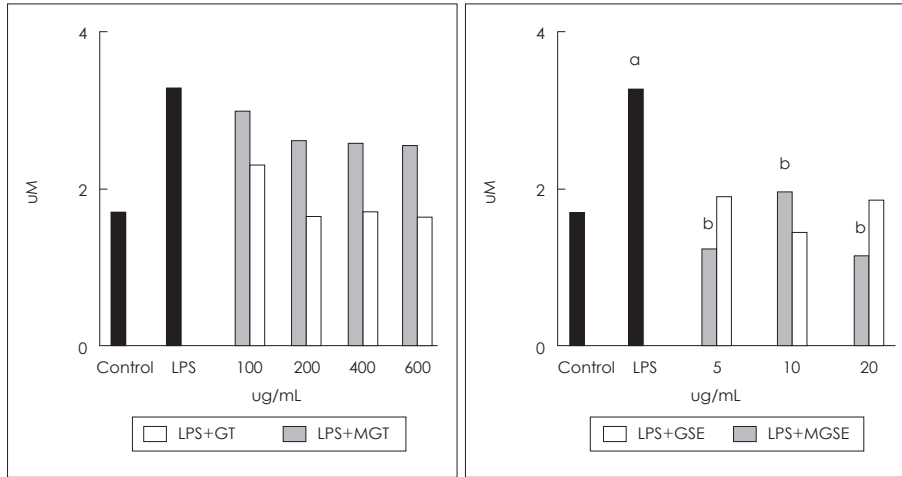 4
2
0
uM
Control LPS 100 200 400 600
ug/mL
LPS+GT LPS+MGT
4
2
0
uM
a
b
b
b
Control LPS 5 10 20
ug/mL
LPS+GSE LPS+MGSE